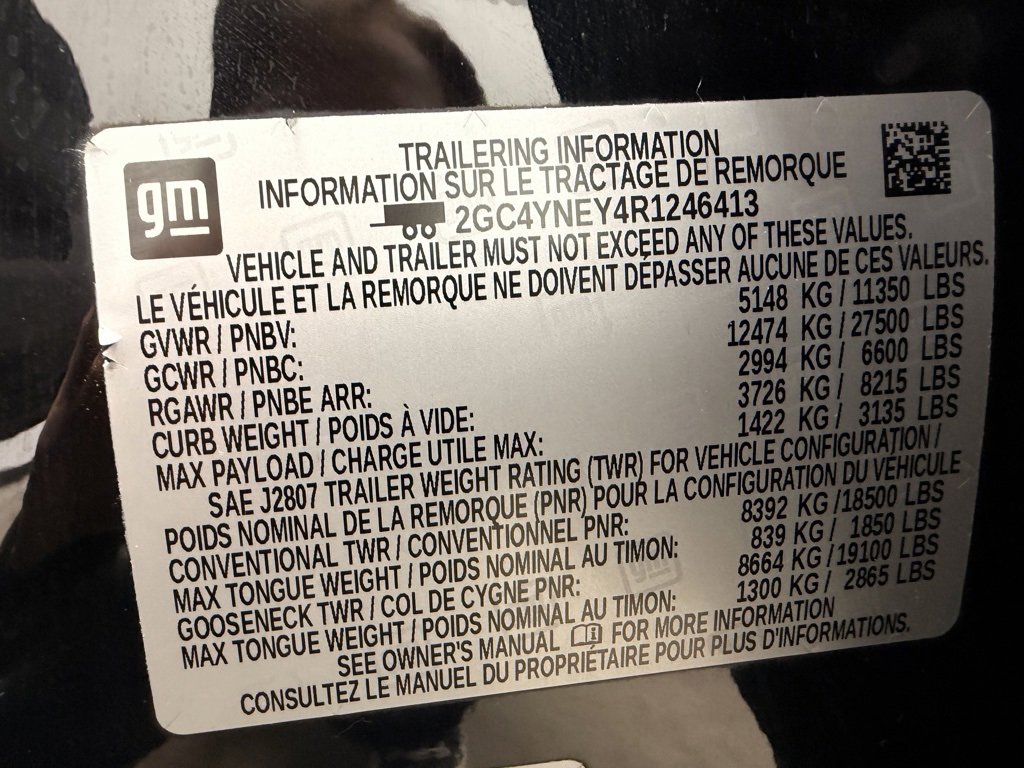 gm
TRAILERING INFORMATION
INFORMATION SUR LE TRACTAGE DE REMORQUE
2GC4YNEY4R1246413
VEHICLE AND TRAILER MUST NOT EXCEED ANY OF THESE VALUES.
LE VÉHICULE ET LA REMORQUE NE DOIVENT DÉPASSER AUCUNE DE CES VALEURS.
GVWR / PNBV: 5148 KG / 11350 LBS
GCWR / PNBC: 12474 KG / 27500 LBS
RGAWR / PNBE ARR: 2994 KG / 6600 LBS
CURB WEIGHT / POIDS À VIDE: 3726 KG / 8215 LBS
MAX PAYLOAD / CHARGE UTILE MAX: 1422 KG / 3135 LBS
SAE J2807 TRAILER WEIGHT RATING (TWR) FOR VEHICLE CONFIGURATION /
POIDS NOMINAL DE LA REMORQUE (PNR) POUR LA CONFIGURATION DU VÉHICULE
CONVENTIONAL TWR / CONVENTIONNEL PNR: 8392 KG /18500 LBS
MAX TONGUE WEIGHT / POIDS NOMINAL AU TIMON: 839 KG / 1850 LBS
GOOSENECK TWR / COL DE CYGNE PNR: 8664 KG /19100 LBS
MAX TONGUE WEIGHT / POIDS NOMINAL AU TIMON: 1300 KG / 2865 LBS
SEE OWNER'S MANUAL FOR MORE INFORMATION
CONSULTEZ LE MANUEL DU PROPRIÉTAIRE POUR PLUS D'INFORMATIONS.